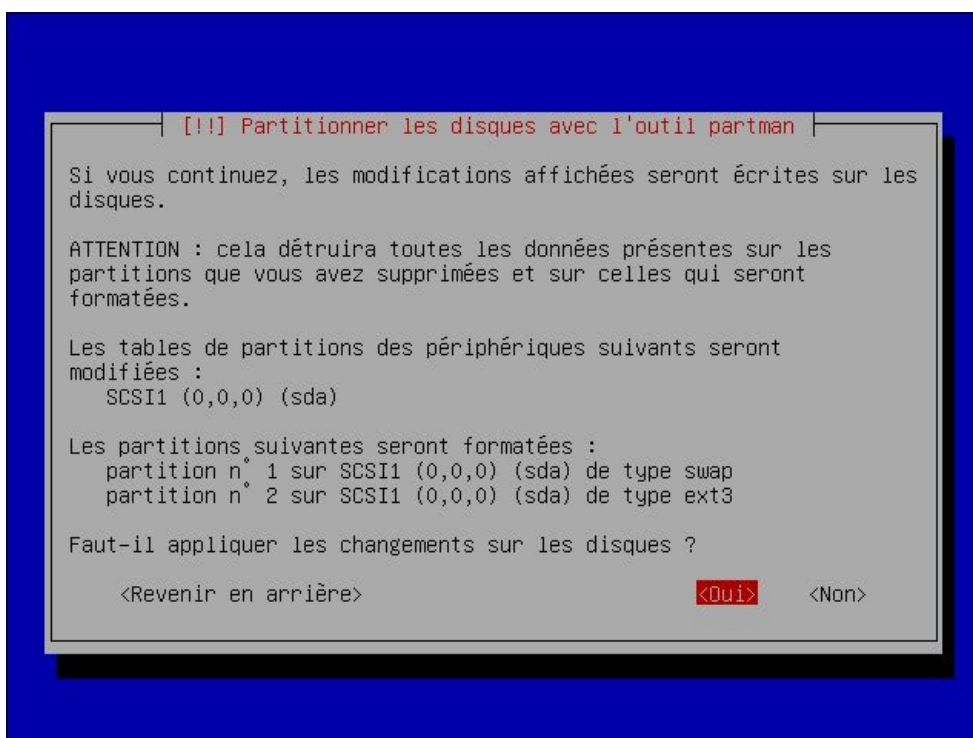 [!!] Partitionner les disques avec l'outil partman
Si vous continuez, les modifications affichées seront écrites sur les
disques.
ATTENTION : cela détruira toutes les données présentes sur les
partitions que vous avez supprimées et sur celles qui seront
formatées.
Les tables de partitions des périphériques suivants seront
modifiées :
SCSI1 (0,0,0) (sda)
Les partitions suivantes seront formatées :
partition n° 1 sur SCSI1 (0,0,0) (sda) de type swap
partition n° 2 sur SCSI1 (0,0,0) (sda) de type ext3
Faut-il appliquer les changements sur les disques ?
<Revenir en arrière> <Oui> <Non>